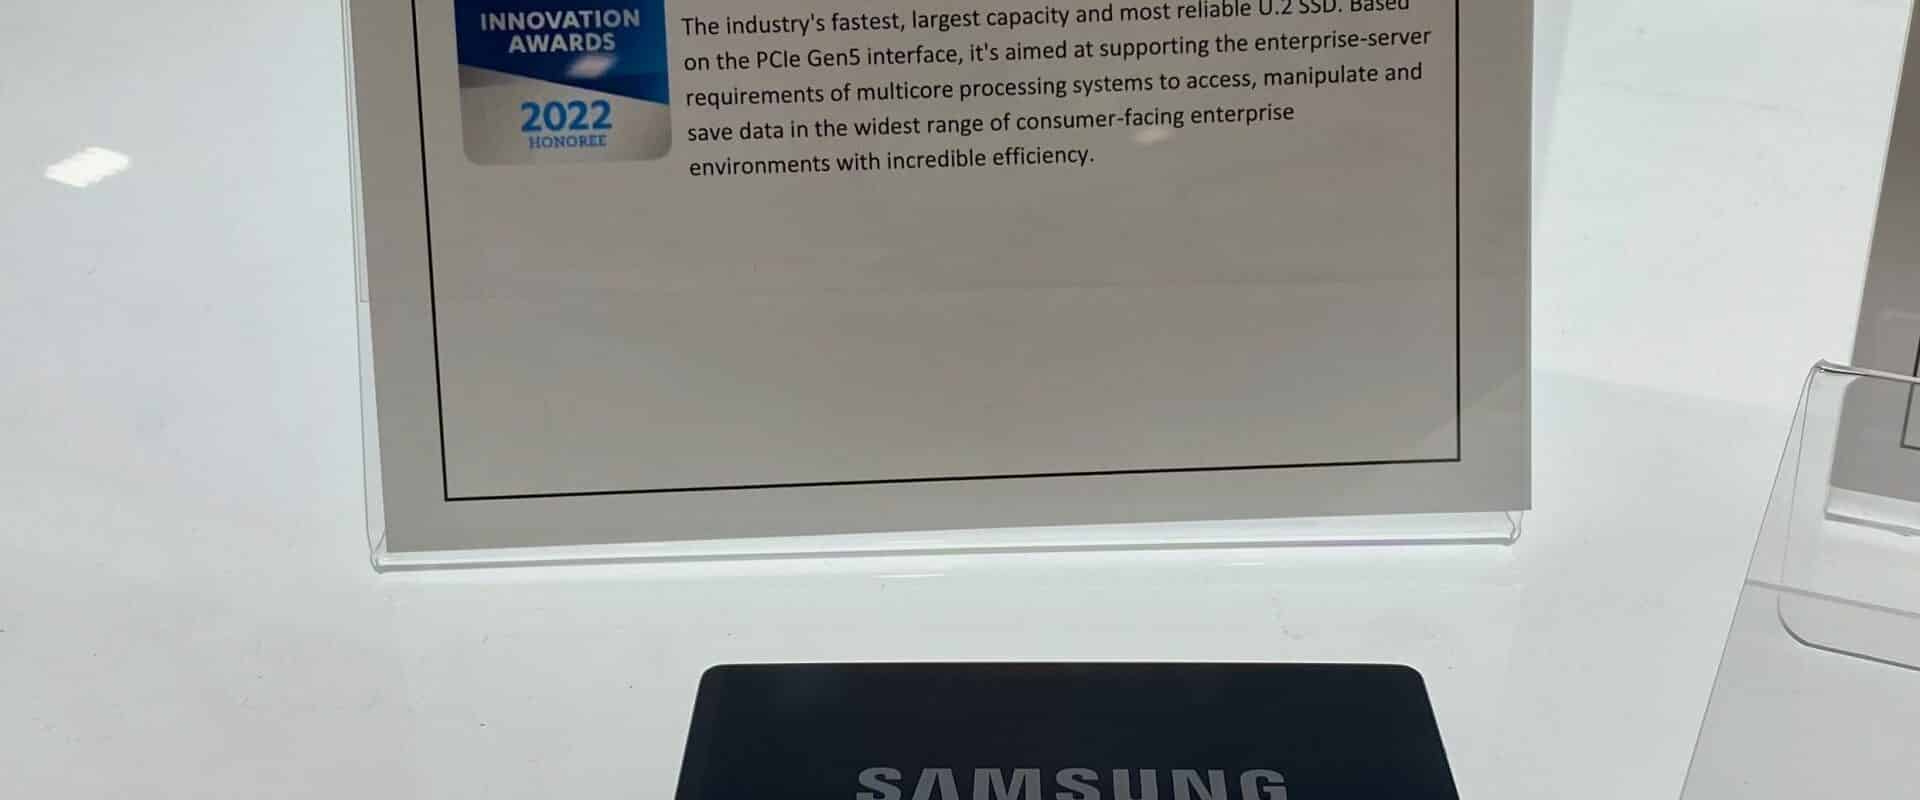 INNOVATION
AWARDS
2022
HONOREE
The industry's fastest, largest capacity and most reliable U.2 SSD. Based
on the PCIe Gen5 interface, it's aimed at supporting the enterprise-server
requirements of multicore processing systems to access, manipulate and
save data in the widest range of consumer-facing enterprise
environments with incredible efficiency.
SAMSUNG